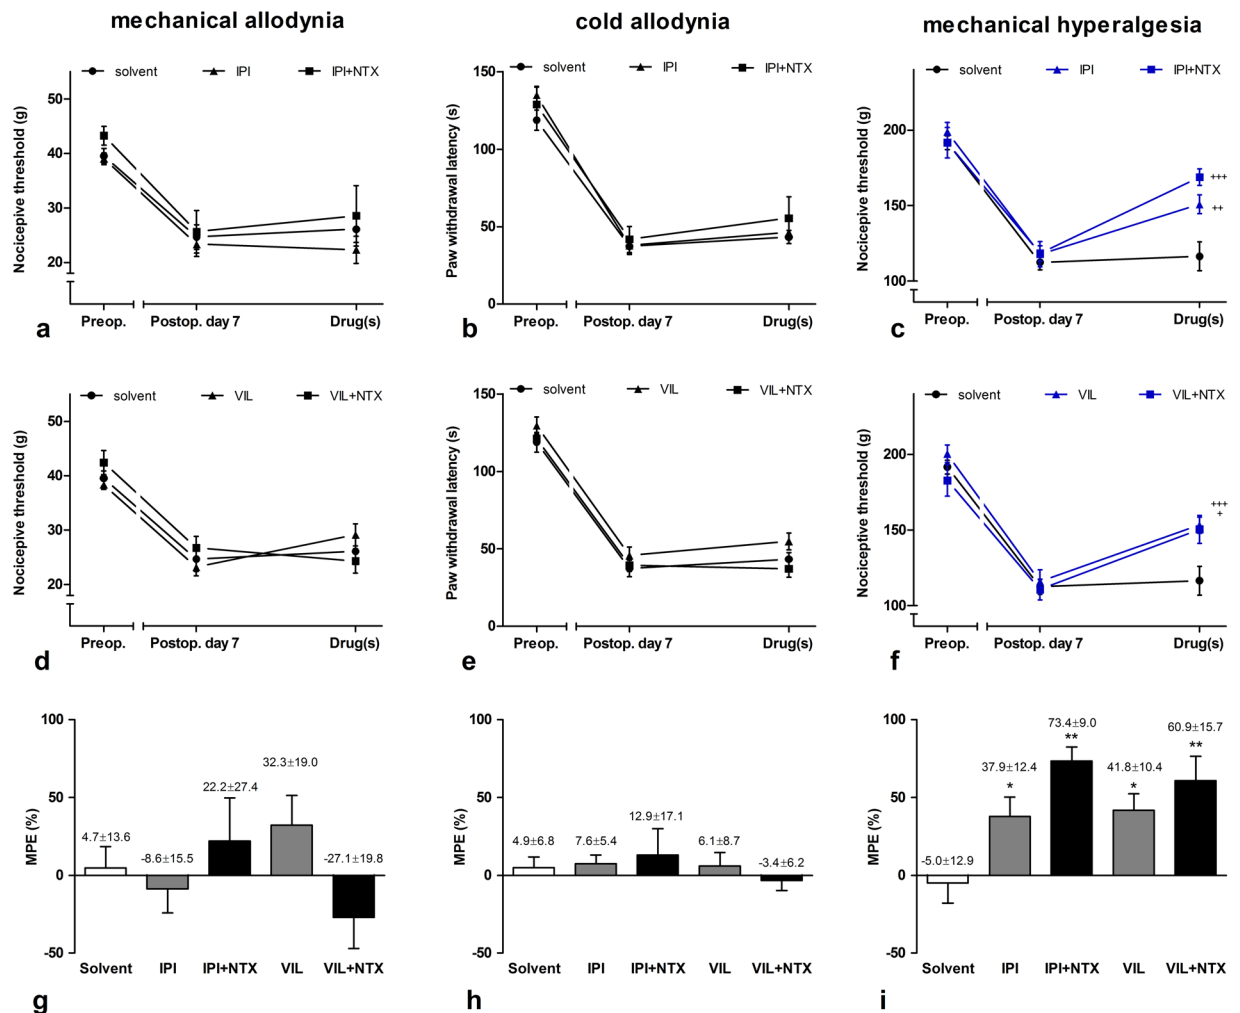 mechanical allodynia
cold allodynia
mechanical hyperalgesia
solvent IPI IPI+NTX
Nocicepive threshold (g)
50
40
30
20
Preop. Postop. day 7 Drug(s)
a
solvent IPI IPI+NTX
Paw withdrawal latency (s)
150
100
50
0
Preop. Postop. day 7 Drug(s)
b
solvent IPI IPI+NTX
Nocicepive threshold (g)
200
150
100
+++
++
Preop. Postop. day 7 Drug(s)
c
solvent VIL VIL+NTX
Nocicepive threshold (g)
50
40
30
20
Preop. Postop. day 7 Drug(s)
d
solvent VIL VIL+NTX
Paw withdrawal latency (s)
150
100
50
0
Preop. Postop. day 7 Drug(s)
e
solvent VIL VIL+NTX
Nociceptive threshold (g)
200
150
100
+++
+
Preop. Postop. day 7 Drug(s)
f
MPE (%)
100
50
0
-50
4.7±13.6
-8.6±15.5
22.2±27.4
32.3±19.0
-27.1±19.8
Solvent IPI IPI+NTX VIL VIL+NTX
g
MPE (%)
100
50
0
-50
4.9±6.8
7.6±5.4
12.9±17.1
6.1±8.7
-3.4±6.2
Solvent IPI IPI+NTX VIL VIL+NTX
h
MPE (%)
100
50
0
-50
-5.0±12.9
37.9±12.4
*
73.4±9.0
**
41.8±10.4
*
60.9±15.7
**
Solvent IPI IPI+NTX VIL VIL+NTX
i